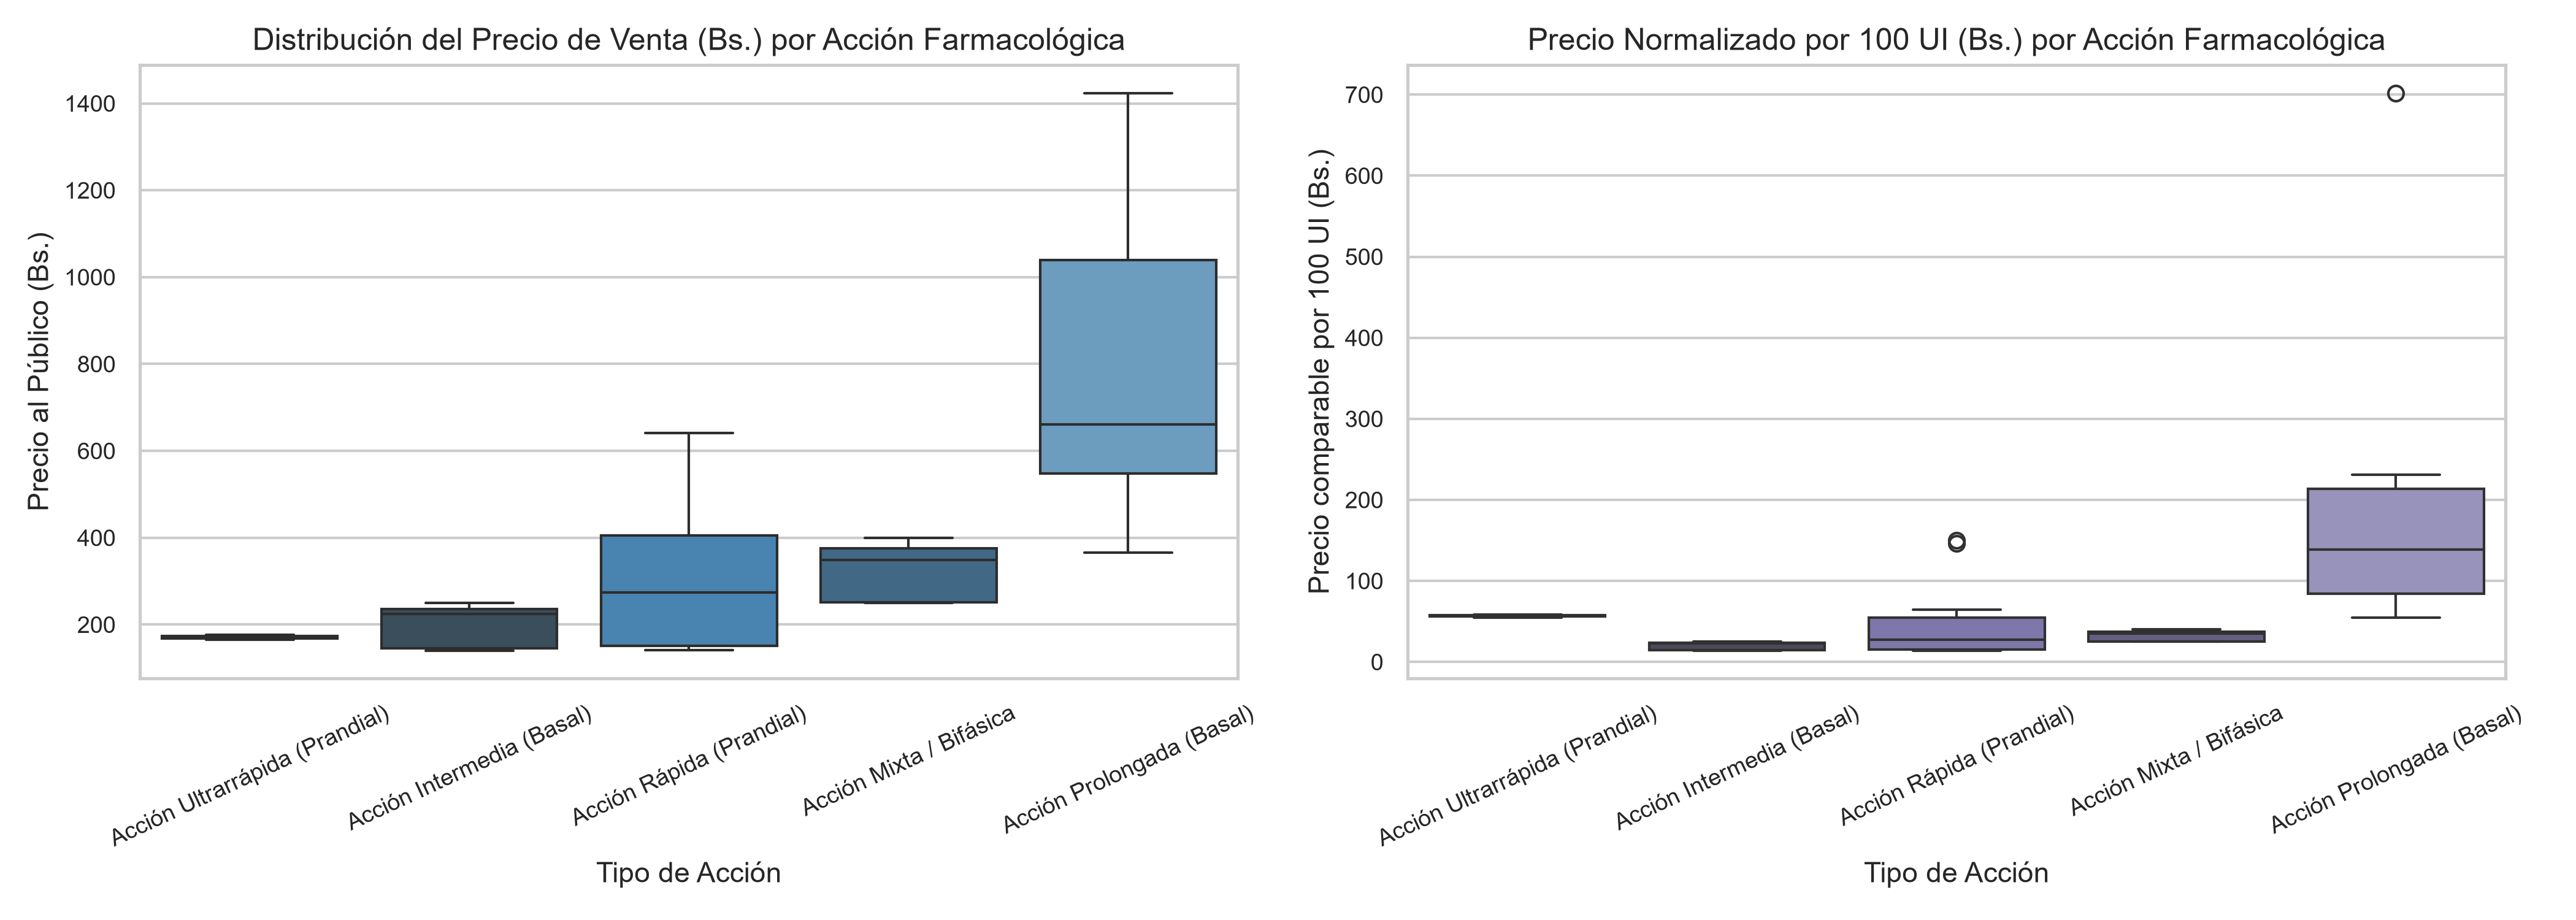 Distribución del Precio de Venta (Bs.) por Acción Farmacológica
Precio al Público (Bs.)
1400
1200
1000
800
600
400
200
Acción Ultrarrápida (Prandial)
Acción Intermedia (Basal)
Acción Rápida (Prandial)
Acción Mixta / Bifásica
Acción Prolongada (Basal)
Tipo de Acción
Precio Normalizado por 100 UI (Bs.) por Acción Farmacológica
Precio comparable por 100 UI (Bs.)
700
600
500
400
300
200
100
0
Acción Ultrarrápida (Prandial)
Acción Intermedia (Basal)
Acción Rápida (Prandial)
Acción Mixta / Bifásica
Acción Prolongada (Basal)
Tipo de Acción